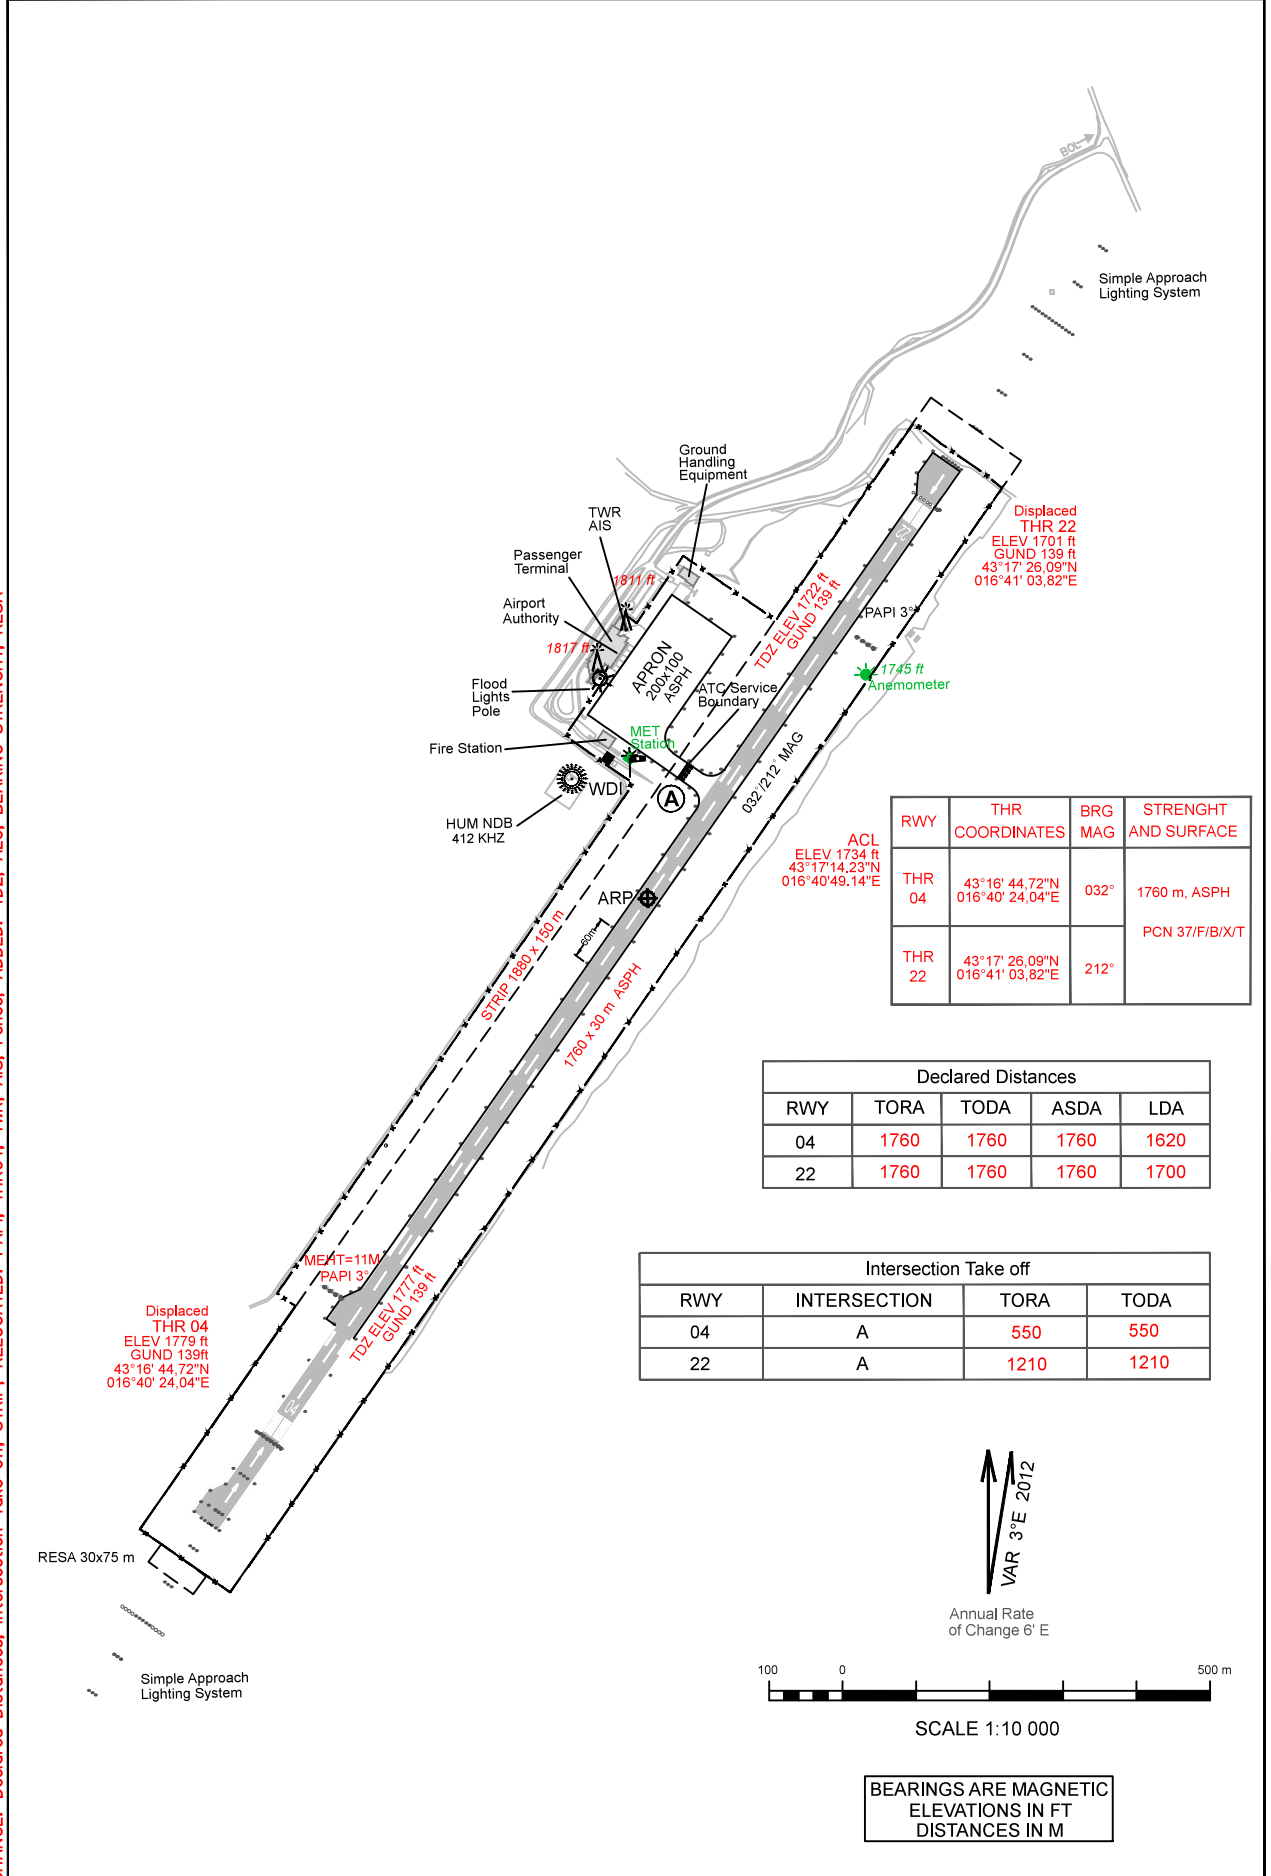 BOL
Simple Approach
Lighting System
Ground
Handling
Equipment
TWR
AIS
Passenger
Terminal
1811 ft
Airport
Authority
1817 ft
Flood
Lights
Pole
Fire Station
HUM NDB
412 KHZ
WDI
MET
Station
APRON
200x100
ASPH
ATC Service
Boundary
A
TDZ ELEV 1722 ft
GUND 139 ft
22
Displaced
THR 22
ELEV 1701 ft
GUND 139 ft
43°17' 26,09"N
016°41' 03,82"E
PAPI 3°
1745 ft
Anemometer
032°/212° MAG
ACL
ELEV 1734 ft
43°17'14.23"N
016°40'49.14"E
ARP
60m
STRIP 1880 x 150 m
1760 x 30 m ASPH
RWY THR COORDINATES BRG MAG STRENGHT AND SURFACE
THR 04 43°16' 44,72"N 016°40' 24,04"E 032° 1760 m, ASPH
PCN 37/F/B/X/T
THR 22 43°17' 26,09"N 016°41' 03,82"E 212°
Declared Distances
RWY TORA TODA ASDA LDA
04 1760 1760 1760 1620
22 1760 1760 1760 1700
Intersection Take off
RWY INTERSECTION TORA TODA
04 A 550 550
22 A 1210 1210
MEHT=11M
PAPI 3°
TDZ ELEV 1777 ft
GUND 139 ft
Displaced
THR 04
ELEV 1779 ft
GUND 139ft
43°16' 44,72"N
016°40' 24,04"E
04
RESA 30x75 m
Simple Approach
Lighting System
VAR 3°E 2012
Annual Rate
of Change 6' E
100 0 500 m
SCALE 1:10 000
BEARINGS ARE MAGNETIC
ELEVATIONS IN FT
DISTANCES IN M